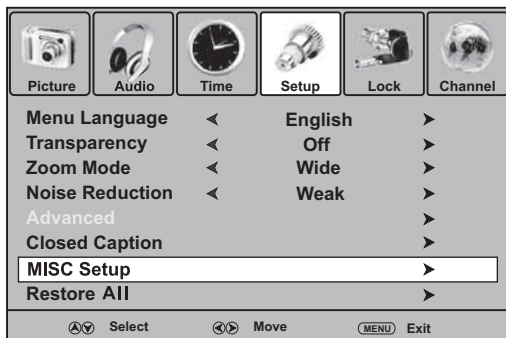 Picture Audio Time Setup Lock Channel
Menu Language English
Transparency Off
Zoom Mode Wide
Noise Reduction Weak
Advanced
Closed Caption
MISC Setup
Restore All
Select Move MENU Exit